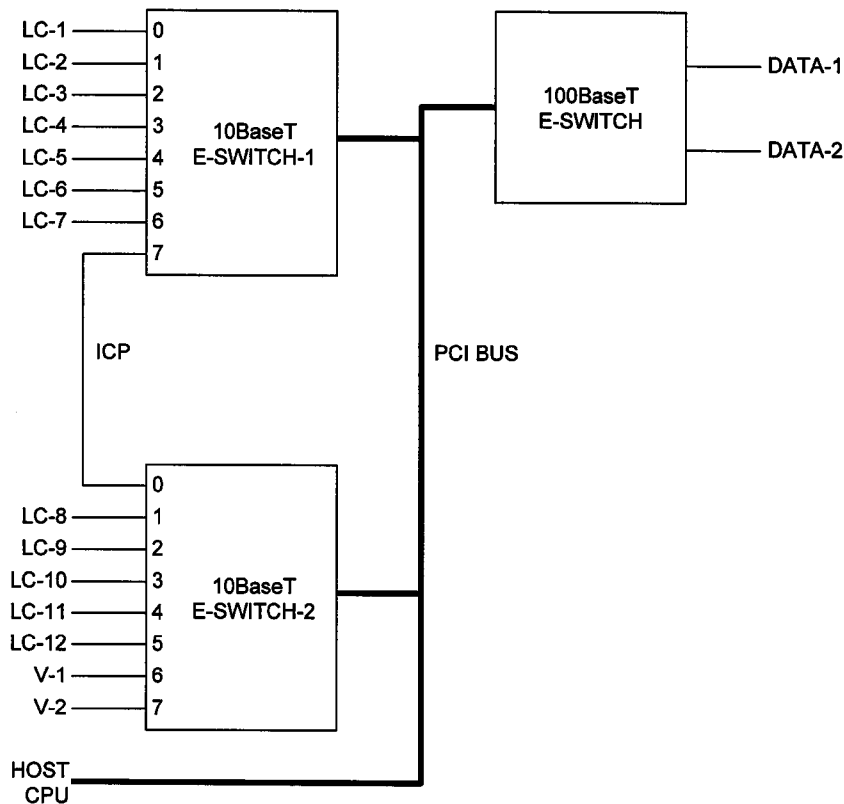 LC-1 0
LC-2 1
LC-3 2
LC-4 3
LC-5 4
LC-6 5
LC-7 6
7
10BaseT
E-SWITCH-1
100BaseT
E-SWITCH
DATA-1
DATA-2
ICP
PCI BUS
0
LC-8 1
LC-9 2
LC-10 3
LC-11 4
LC-12 5
V-1 6
V-2 7
10BaseT
E-SWITCH-2
HOST
CPU